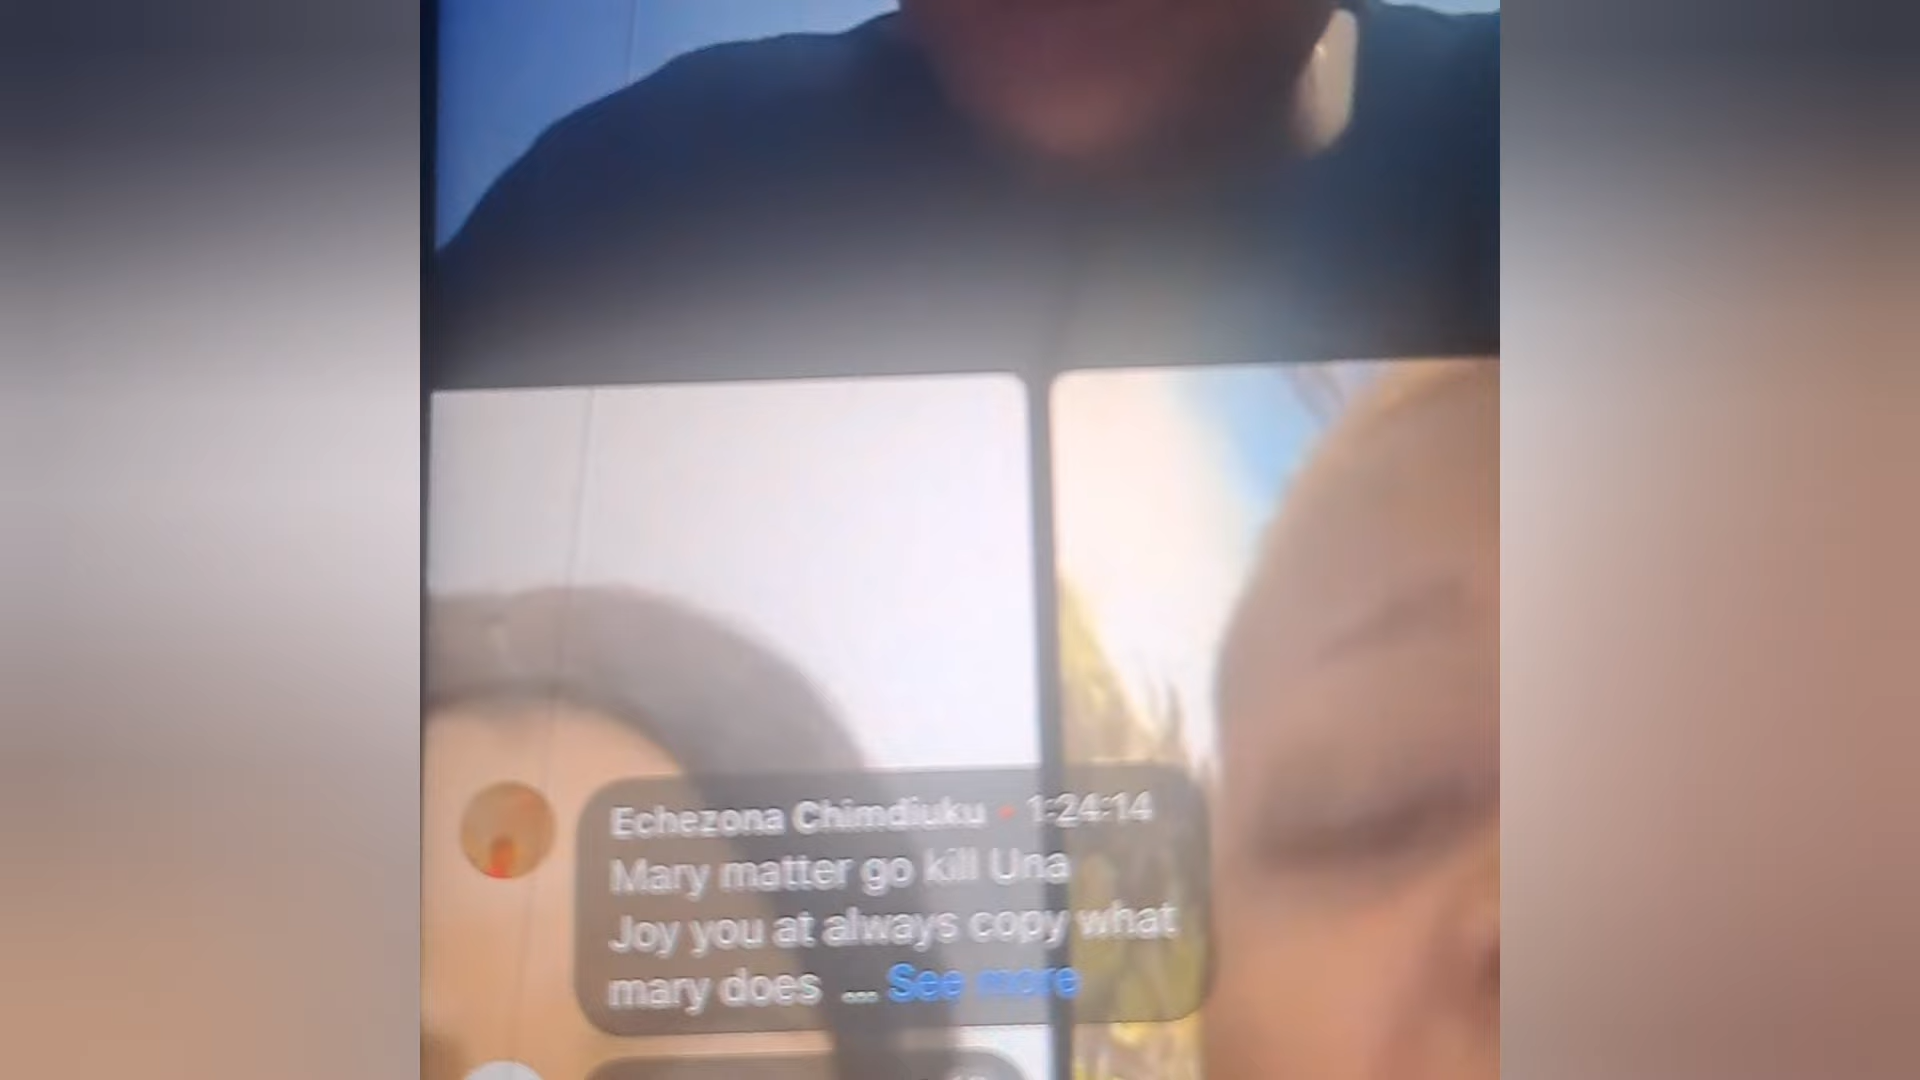 Echezona Chimdiuku • 1:24:14
Mary matter go kill Una
Joy you at always copy what
mary does ... See more